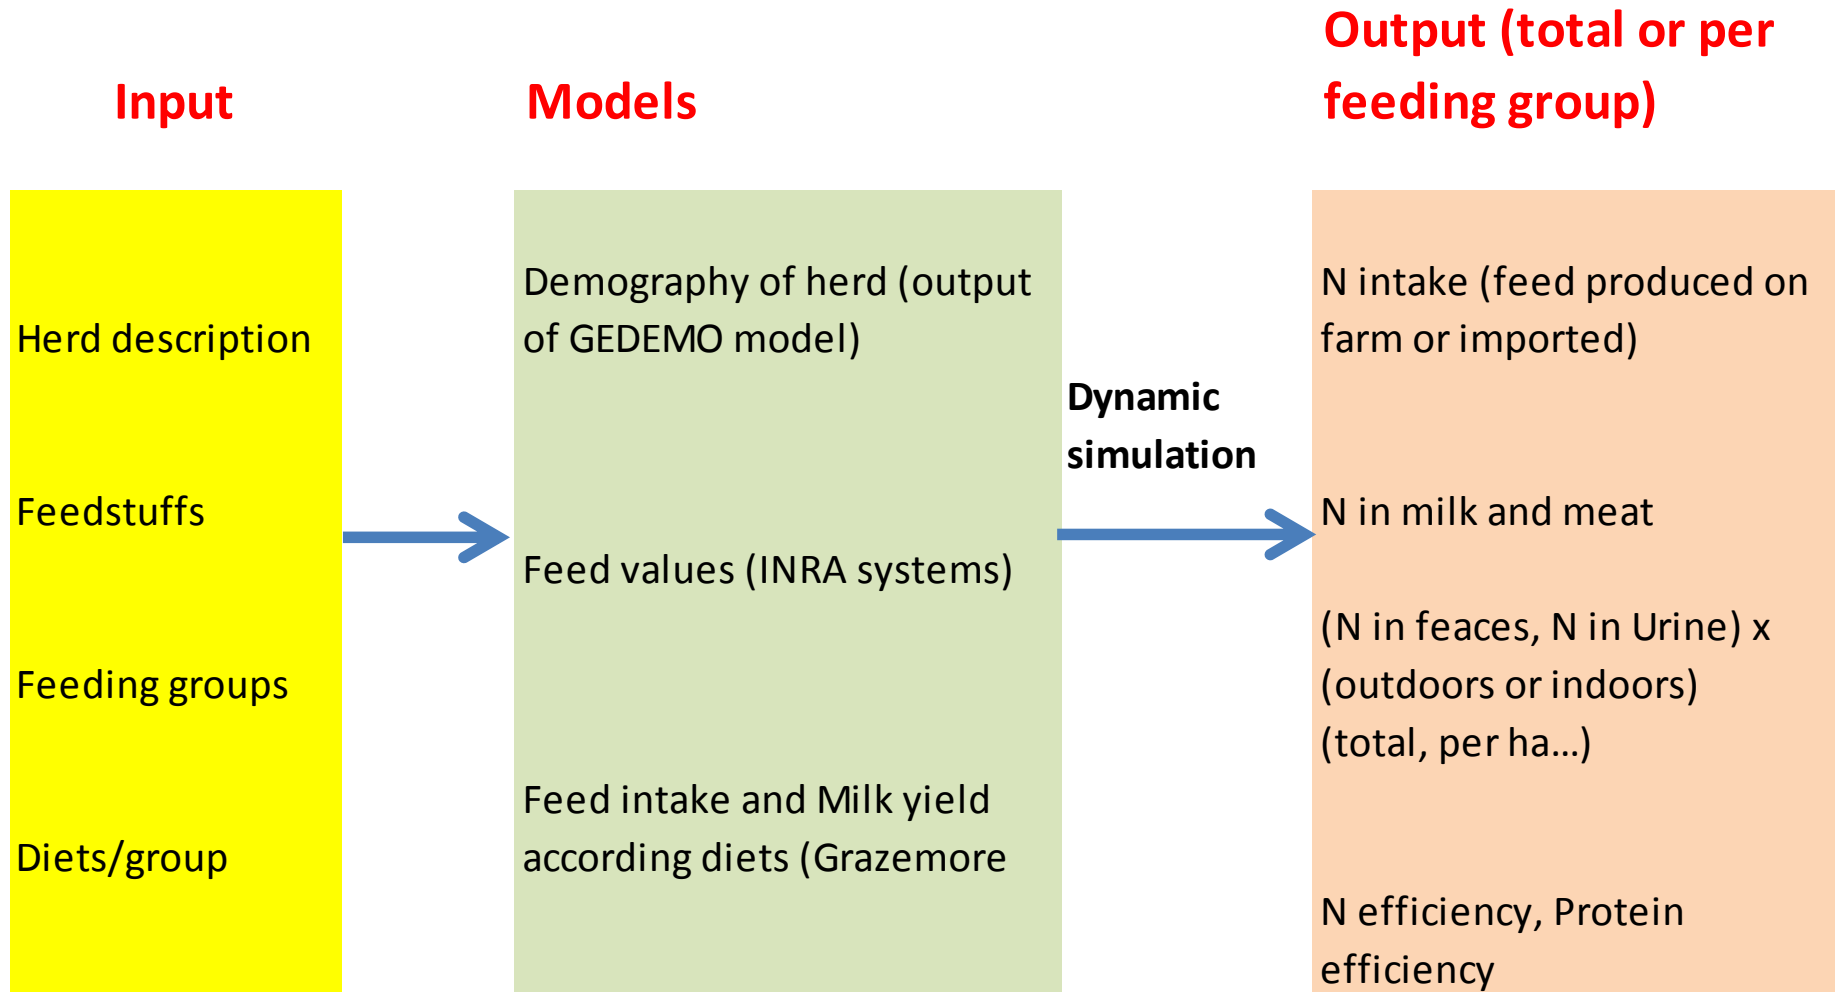 Input
Models
Output (total or per
feeding group)
Herd description
Feedstuffs
Feeding groups
Diets/group
Demography of herd (output
of GEDEMO model)
Feed values (INRA systems)
Feed intake and Milk yield
according diets (Grazemore
Dynamic
simulation
N intake (feed produced on
farm or imported)
N in milk and meat
(N in feaces, N in Urine) x
(outdoors or indoors)
(total, per ha...)
N efficiency, Protein
efficiency